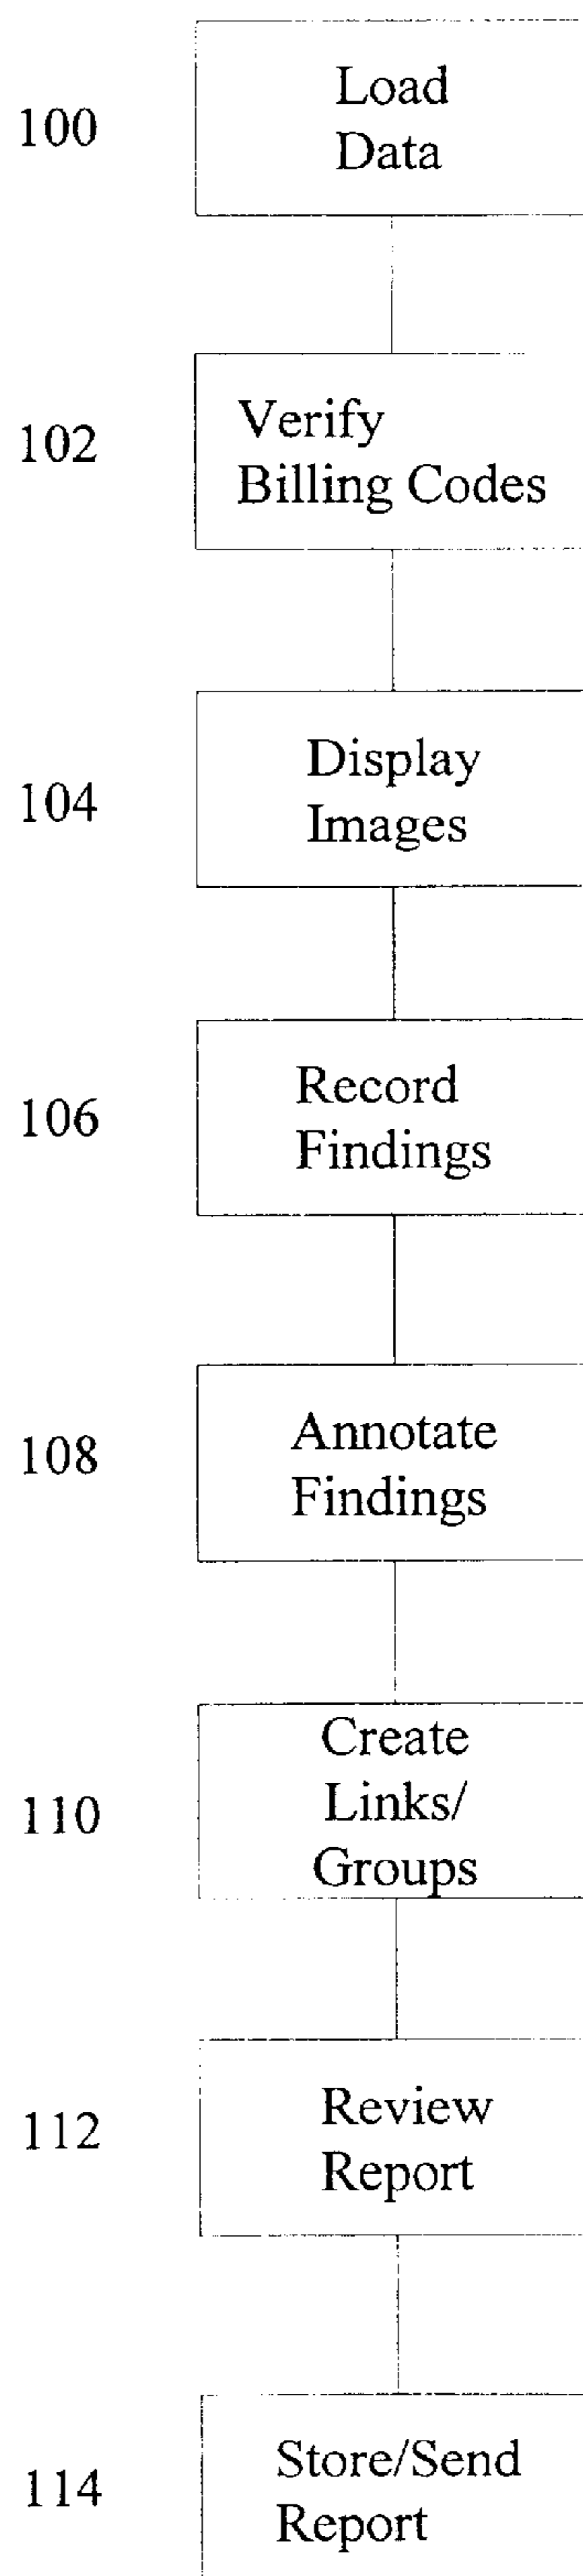 100
Load
Data
102
Verify
Billing Codes
104
Display
Images
106
Record
Findings
108
Annotate
Findings
110
Create
Links/
Groups
112
Review
Report
114
Store/Send
Report